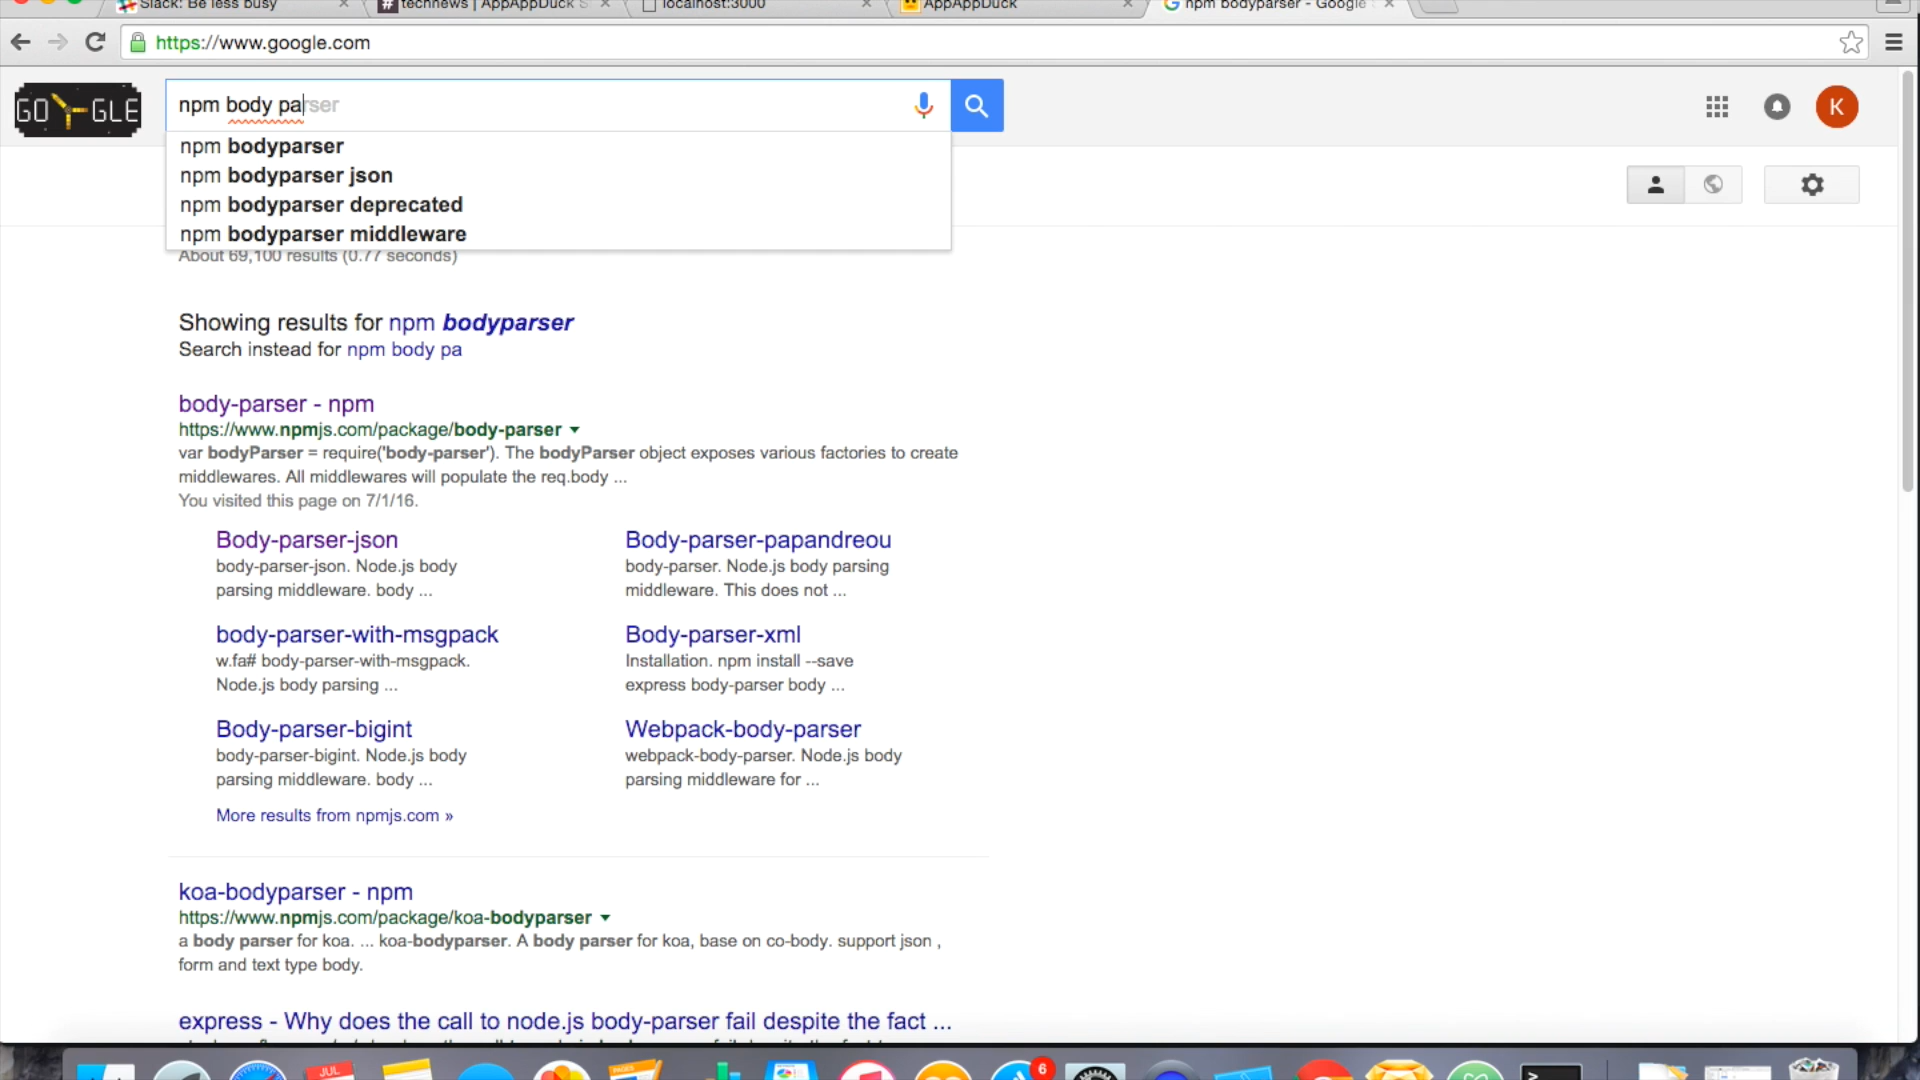 Slack: Be less busy
technews | AppAppDuck S
localhost:3000
AppAppDuck
npm bodyparser - Google
https://www.google.com
GO GLE
npm body parser
K
npm bodyparser
npm bodyparser json
npm bodyparser deprecated
npm bodyparser middleware
About 69,100 results (0.77 seconds)
Showing results for npm bodyparser
Search instead for npm body pa
body-parser - npm
https://www.npmjs.com/package/body-parser
var bodyParser = require('body-parser'). The bodyParser object exposes various factories to create
middlewares. All middlewares will populate the req.body ...
You visited this page on 7/1/16.
Body-parser-json
body-parser-json. Node.js body
parsing middleware. body ...
Body-parser-papandreou
body-parser. Node.js body parsing
middleware. This does not ...
body-parser-with-msgpack
w.fa# body-parser-with-msgpack.
Node.js body parsing ...
Body-parser-xml
Installation. npm install --save
express body-parser body ...
Body-parser-bigint
body-parser-bigint. Node.js body
parsing middleware. body ...
Webpack-body-parser
webpack-body-parser. Node.js body
parsing middleware for ...
More results from npmjs.com »
koa-bodyparser - npm
https://www.npmjs.com/package/koa-bodyparser
a body parser for koa. ... koa-bodyparser. A body parser for koa, base on co-body. support json ,
form and text type body.
express - Why does the call to node.js body-parser fail despite the fact ...
JUL
PAGES
6